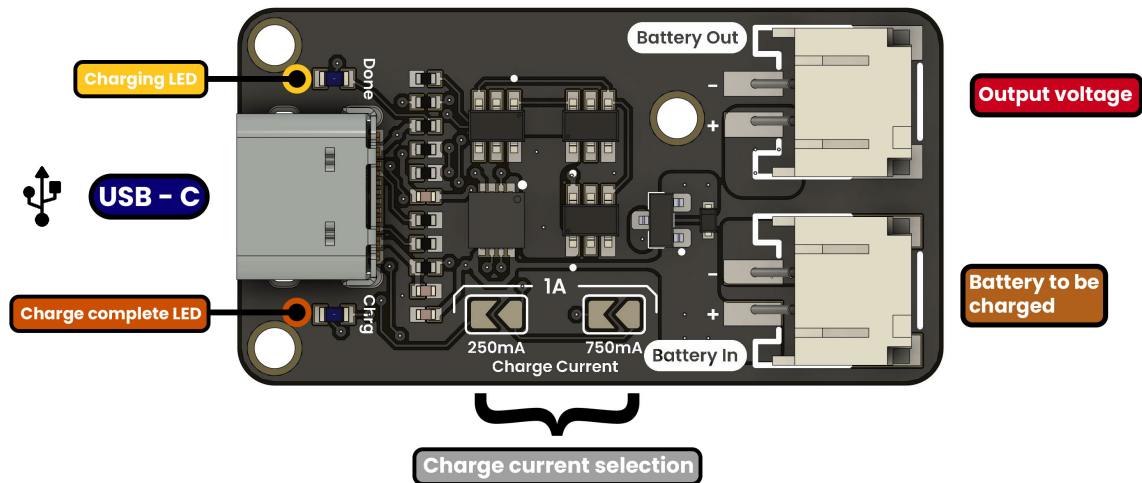 Battery Out
Charging LED
Done
Output voltage
-
+
USB - C
-
Battery to be
charged
+
Charge complete LED
Chrg
1A
250mA
750mA
Charge Current
Battery In
Charge current selection